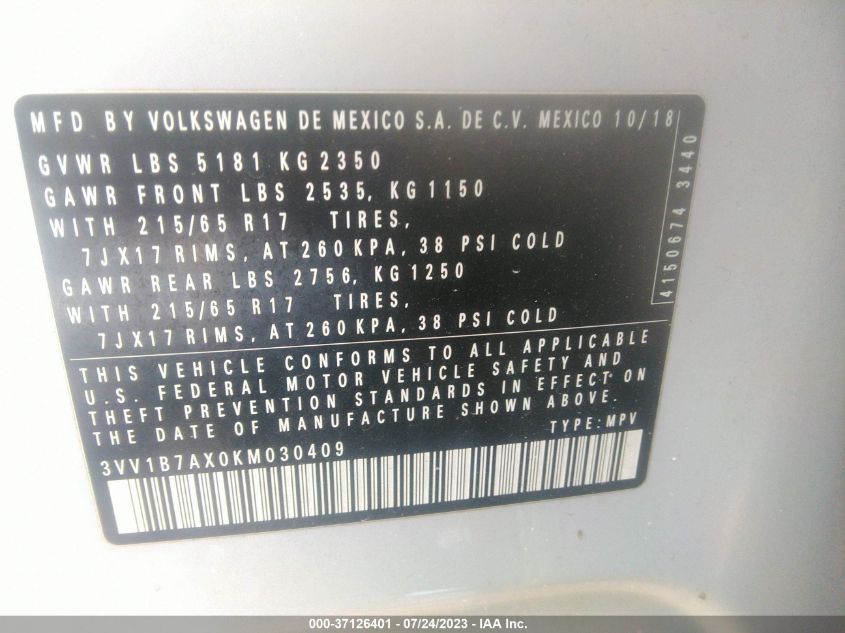 MFD BY VOLKSWAGEN DE MEXICO S.A. DE C.V. MEXICO 10/18
GVWR LBS 5181 KG 2350
GAWR FRONT LBS 2535, KG 1150
WITH 215/65 R17 TIRES,
7JX17 RIMS, AT 260 KPA, 38 PSI COLD
GAWR REAR LBS 2756, KG 1250
WITH 215/65 R17 TIRES,
7JX17 RIMS, AT 260 KPA, 38 PSI COLD
4150674 3440
THIS VEHICLE CONFORMS TO ALL APPLICABLE
U.S. FEDERAL MOTOR VEHICLE SAFETY AND
THEFT PREVENTION STANDARDS IN EFFECT ON
THE DATE OF MANUFACTURE SHOWN ABOVE.
TYPE: MPV
3VV1B7AX0KM030409
000-37126401 - 07/24/2023 - IAA Inc.